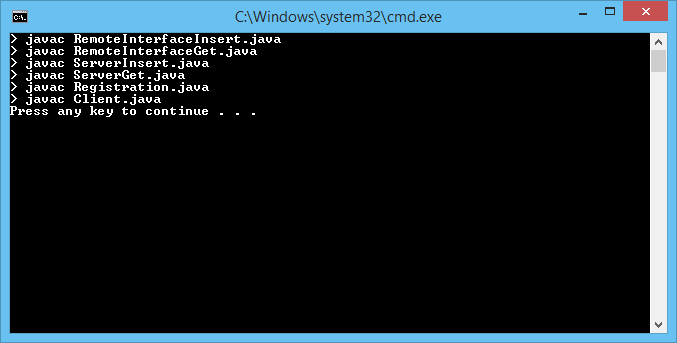 C:\Windows\system32\cmd.exe
> javac RemoteInterfaceInsert.java
> javac RemoteInterfaceGet.java
> javac ServerInsert.java
> javac ServerGet.java
> javac Registration.java
> javac Client.java
Press any key to continue . . .